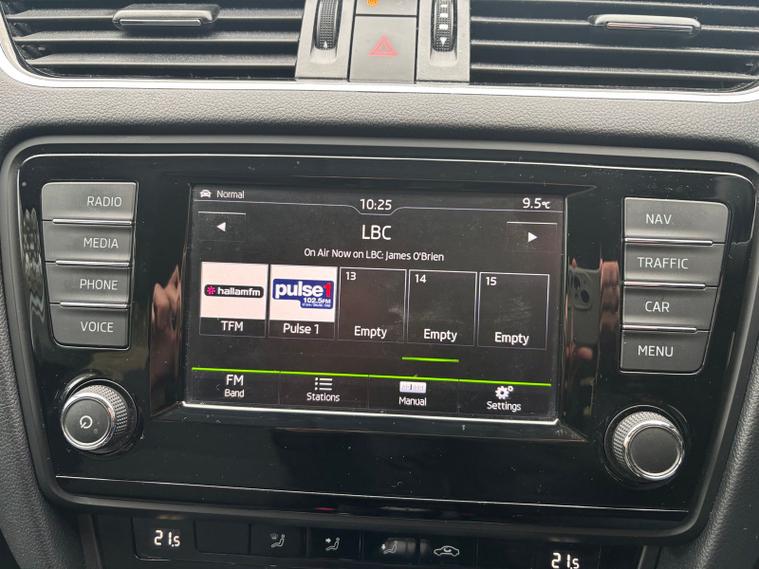 Normal
10:25
9.5°C
LBC
On Air Now on LBC: James O'Brien
hallamfm
TFM
pulse1
102.5FM
Pulse 1
13
Empty
14
Empty
15
Empty
FM
Band
Stations
Manual
Settings
RADIO
MEDIA
PHONE
VOICE
NAV
TRAFFIC
CAR
MENU
21.5
21.5